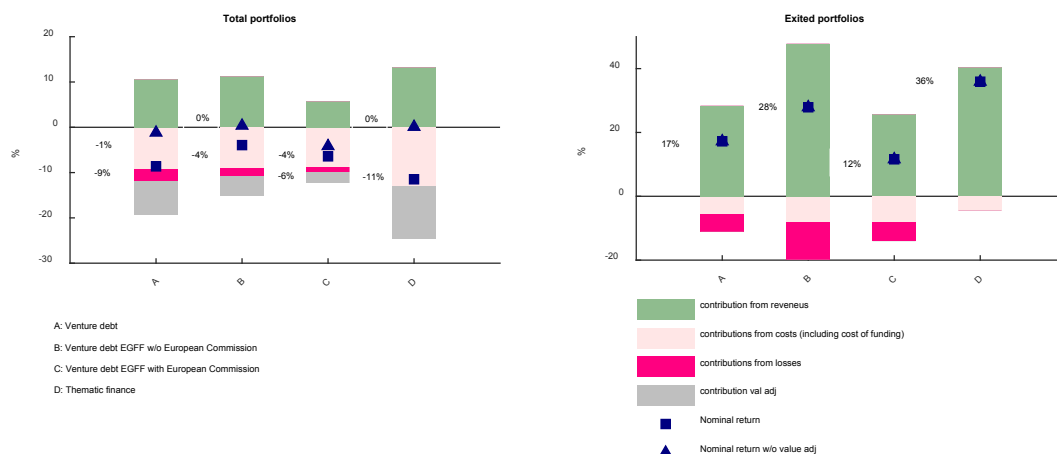 Total portfolios
20
10
0
-10
-20
-30
%
-1%
-9%
0%
-4%
-4%
-6%
0%
-11%
A
B
C
D
A: Venture debt
B: Venture debt EGFF w/o European Commission
C: Venture debt EGFF with European Commission
D: Thematic finance
Exited portfolios
40
20
0
-20
%
17%
28%
12%
36%
A
B
C
D
contribution from reveneus
contributions from costs (including cost of funding)
contributions from losses
contribution val adj
Nominal return
Nominal return w/o value adj